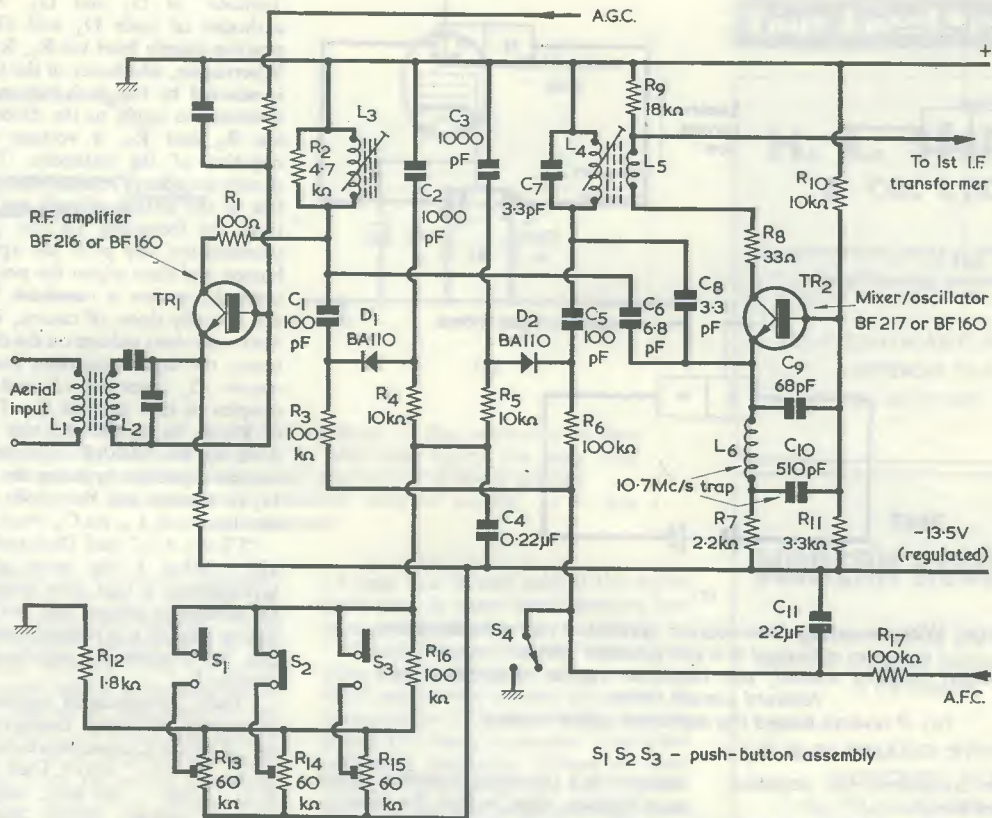 A.G.C.
+
R9
18kΩ
L3
C3
1000
pF
L4
L5
To 1st I.F.
transformer
R2
4·7
kΩ
C2
1000
pF
C7
3·3pF
R10
10kΩ
R1
100Ω
R.F. amplifier
BF216 or BF160
R8
33Ω
TR1
C8
3·3
pF
TR2
Mixer/oscillator
BF217 or BF160
C1
100
pF
D1
BA110
D2
BA110
C5
100
pF
C6
6·8
pF
C9
68pF
Aerial
input
L1
L2
R3
100
kΩ
R4
10kΩ
R5
10kΩ
R6
100kΩ
L6
C10
510pF
10·7Mc/s trap
C4
0·22µF
R7
2·2kΩ
R11
3·3kΩ
-13·5V
(regulated)
C11
2·2µF
R12
1·8kΩ
S1
S2
S3
R16
100
kΩ
S4
R17
100kΩ
A.F.C.
R13
60
kΩ
R14
60
kΩ
R15
60
kΩ
S1 S2 S3 – push-button assembly